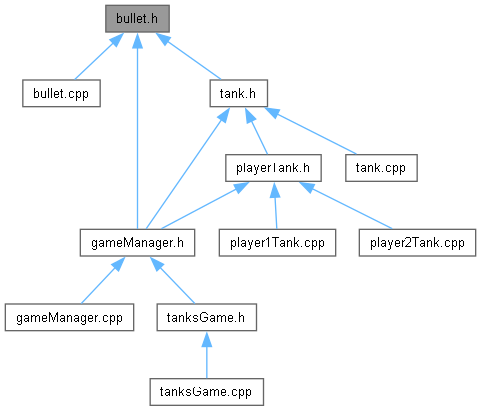 bullet.h
bullet.cpp
tank.h
playerTank.h
tank.cpp
gameManager.h
player1Tank.cpp
player2Tank.cpp
gameManager.cpp
tanksGame.h
tanksGame.cpp